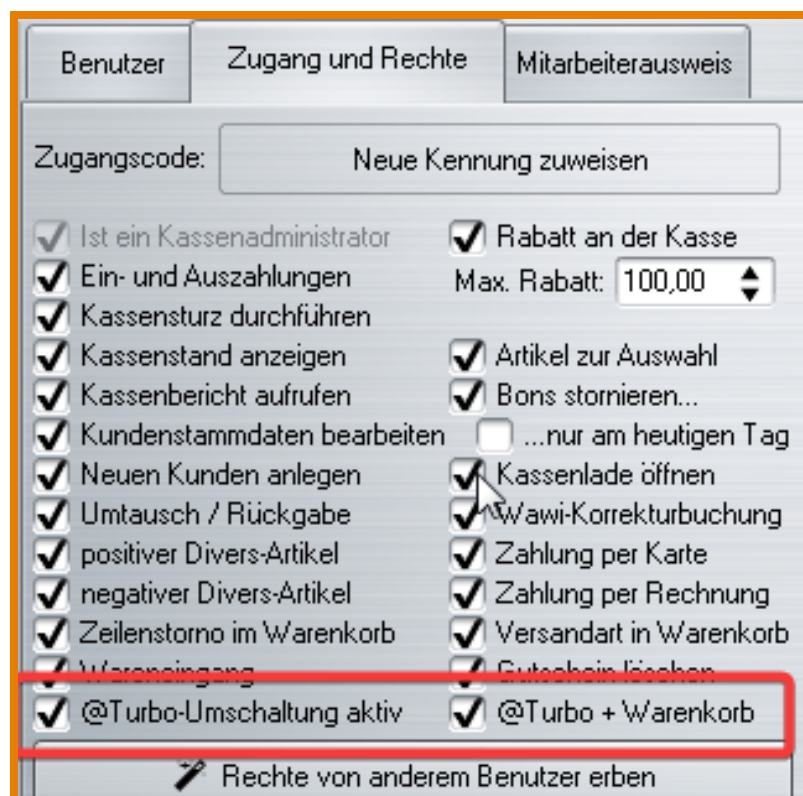 Benutzer Zugang und Rechte Mitarbeiterausweis
Zugangscode: Neue Kennung zuweisen
Ist ein Kassenadministrator Rabatt an der Kasse
Ein- und Auszahlungen Max. Rabatt: 100,00
Kassensturz durchführen
Kassenstand anzeigen Artikel zur Auswahl
Kassenbericht aufrufen Bons stornieren...
Kundenstammdaten bearbeiten ...nur am heutigen Tag
Neuen Kunden anlegen Kassenlade öffnen
Umtausch / Rückgabe Wawi-Korrekturbuchung
positiver Divers-Artikel Zahlung per Karte
negativer Divers-Artikel Zahlung per Rechnung
Zeilenstorno im Warenkorb Versandart in Warenkorb
Wareneingang Gutschein löschen
@Turbo-Umschaltung aktiv @Turbo + Warenkorb
Rechte von anderem Benutzer erben